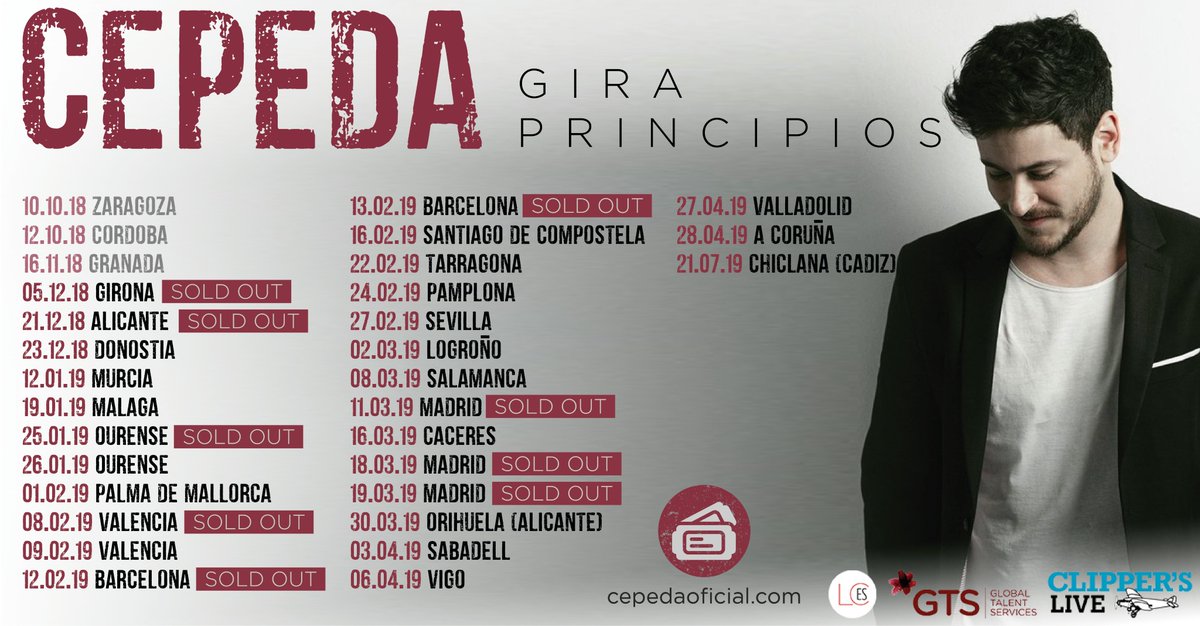 CEPEDA
GIRA
PRINCIPIOS
10.10.18 ZARAGOZA
12.10.18 CORDOBA
16.11.18 GRANADA
05.12.18 GIRONA SOLD OUT
21.12.18 ALICANTE SOLD OUT
23.12.18 DONOSTIA
12.01.19 MURCIA
19.01.19 MALAGA
25.01.19 OURENSE SOLD OUT
26.01.19 OURENSE
01.02.19 PALMA DE MALLORCA
08.02.19 VALENCIA SOLD OUT
09.02.19 VALENCIA
12.02.19 BARCELONA SOLD OUT
13.02.19 BARCELONA SOLD OUT
16.02.19 SANTIAGO DE COMPOSTELA
22.02.19 TARRAGONA
24.02.19 PAMPLONA
27.02.19 SEVILLA
02.03.19 LOGROÑO
08.03.19 SALAMANCA
11.03.19 MADRID SOLD OUT
16.03.19 CACERES
18.03.19 MADRID SOLD OUT
19.03.19 MADRID SOLD OUT
30.03.19 ORIHUELA (ALICANTE)
03.04.19 SABADELL
06.04.19 VIGO
27.04.19 VALLADOLID
28.04.19 A CORUÑA
21.07.19 CHICLANA (CADIZ)
cepedaoficial.com
LC ES
GTS GLOBAL
TALENT
SERVICES
CLIPPER'S
LIVE